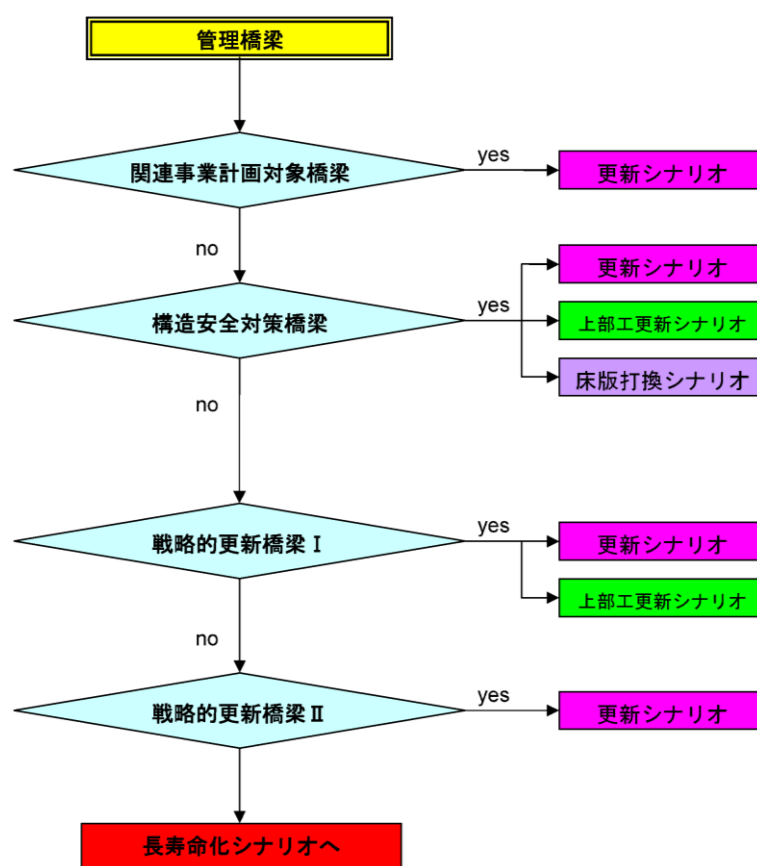 管理橋梁
関連事業計画対象橋梁
yes
更新シナリオ
no
更新シナリオ
構造安全対策橋梁
yes
上部工更新シナリオ
床版打換シナリオ
no
戦略的更新橋梁Ⅰ
yes
更新シナリオ
上部工更新シナリオ
no
戦略的更新橋梁Ⅱ
yes
更新シナリオ
長寿命化シナリオへ